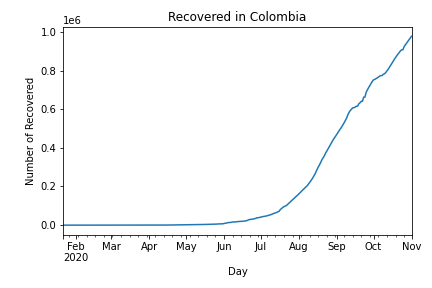 Recovered in Colombia
1e6
1.0
0.8
0.6
0.4
0.2
0.0
Number of Recovered
Feb Mar Apr May Jun Jul Aug Sep Oct Nov
2020
Day